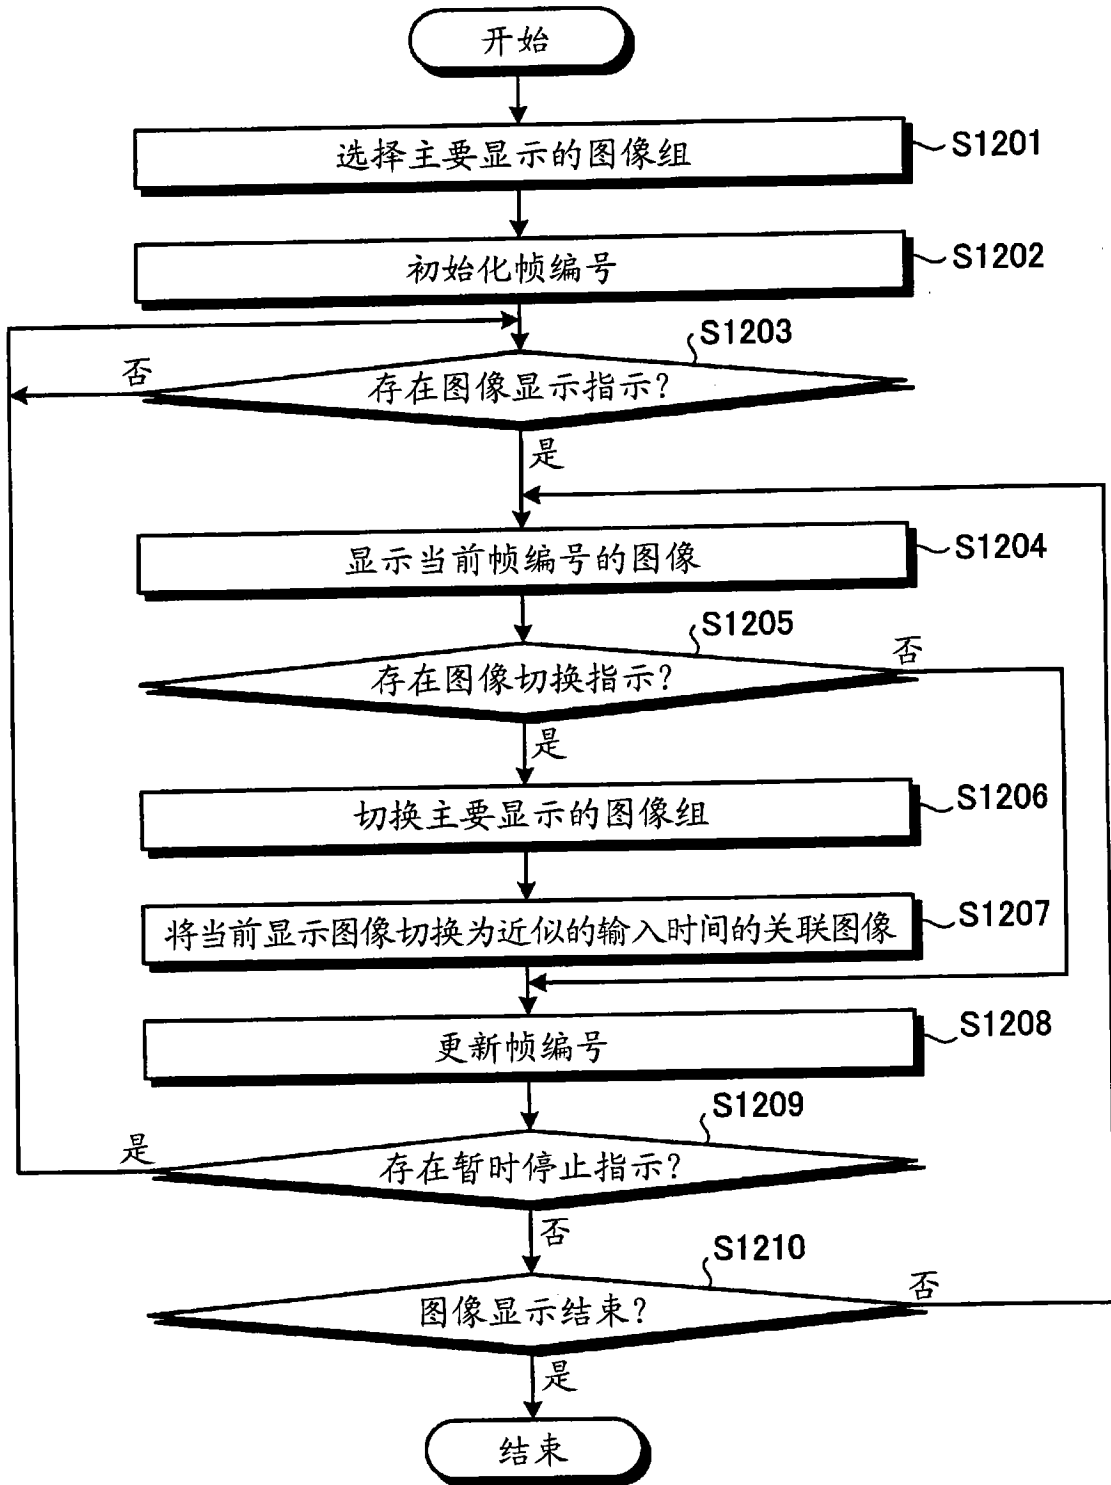 开始
选择主要显示的图像组
S1201
初始化帧编号
S1202
S1203
否
存在图像显示指示?
是
显示当前帧编号的图像
S1204
S1205
否
存在图像切换指示?
是
切换主要显示的图像组
S1206
将当前显示图像切换为近似的输入时间的关联图像
S1207
更新帧编号
S1208
S1209
是
存在暂时停止指示?
否
S1210
否
图像显示结束?
是
结束